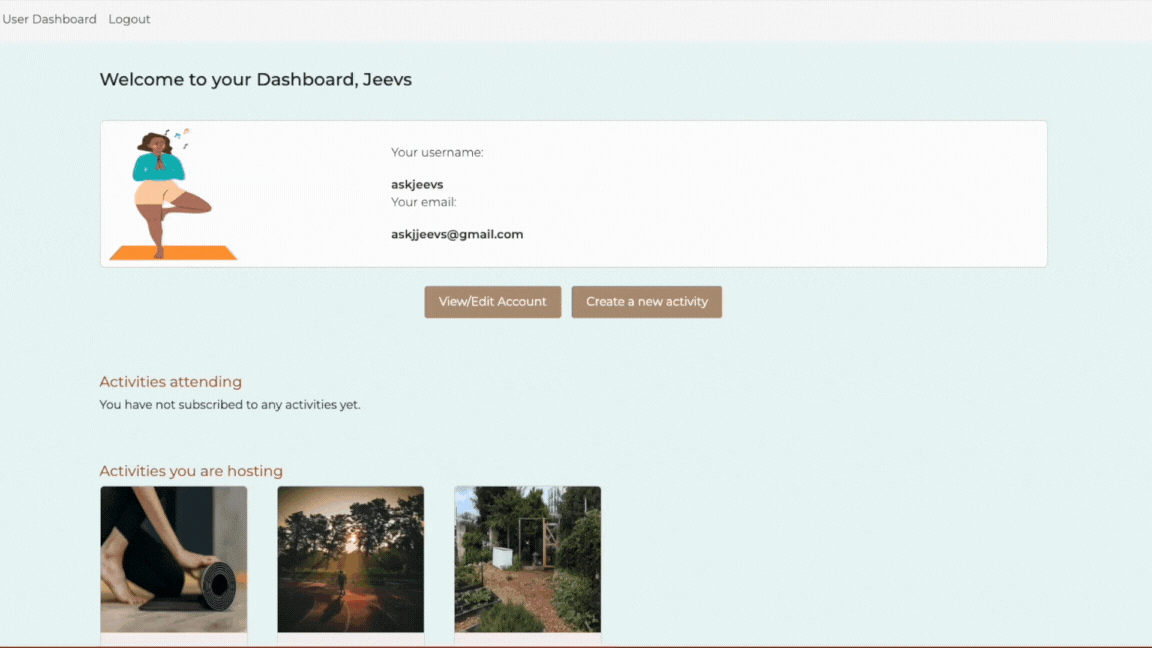 User Dashboard Logout
Welcome to your Dashboard, Jeevs
Your username:
askjeevs
Your email:
askjjeevs@gmail.com
View/Edit Account Create a new activity
Activities attending
You have not subscribed to any activities yet.
Activities you are hosting